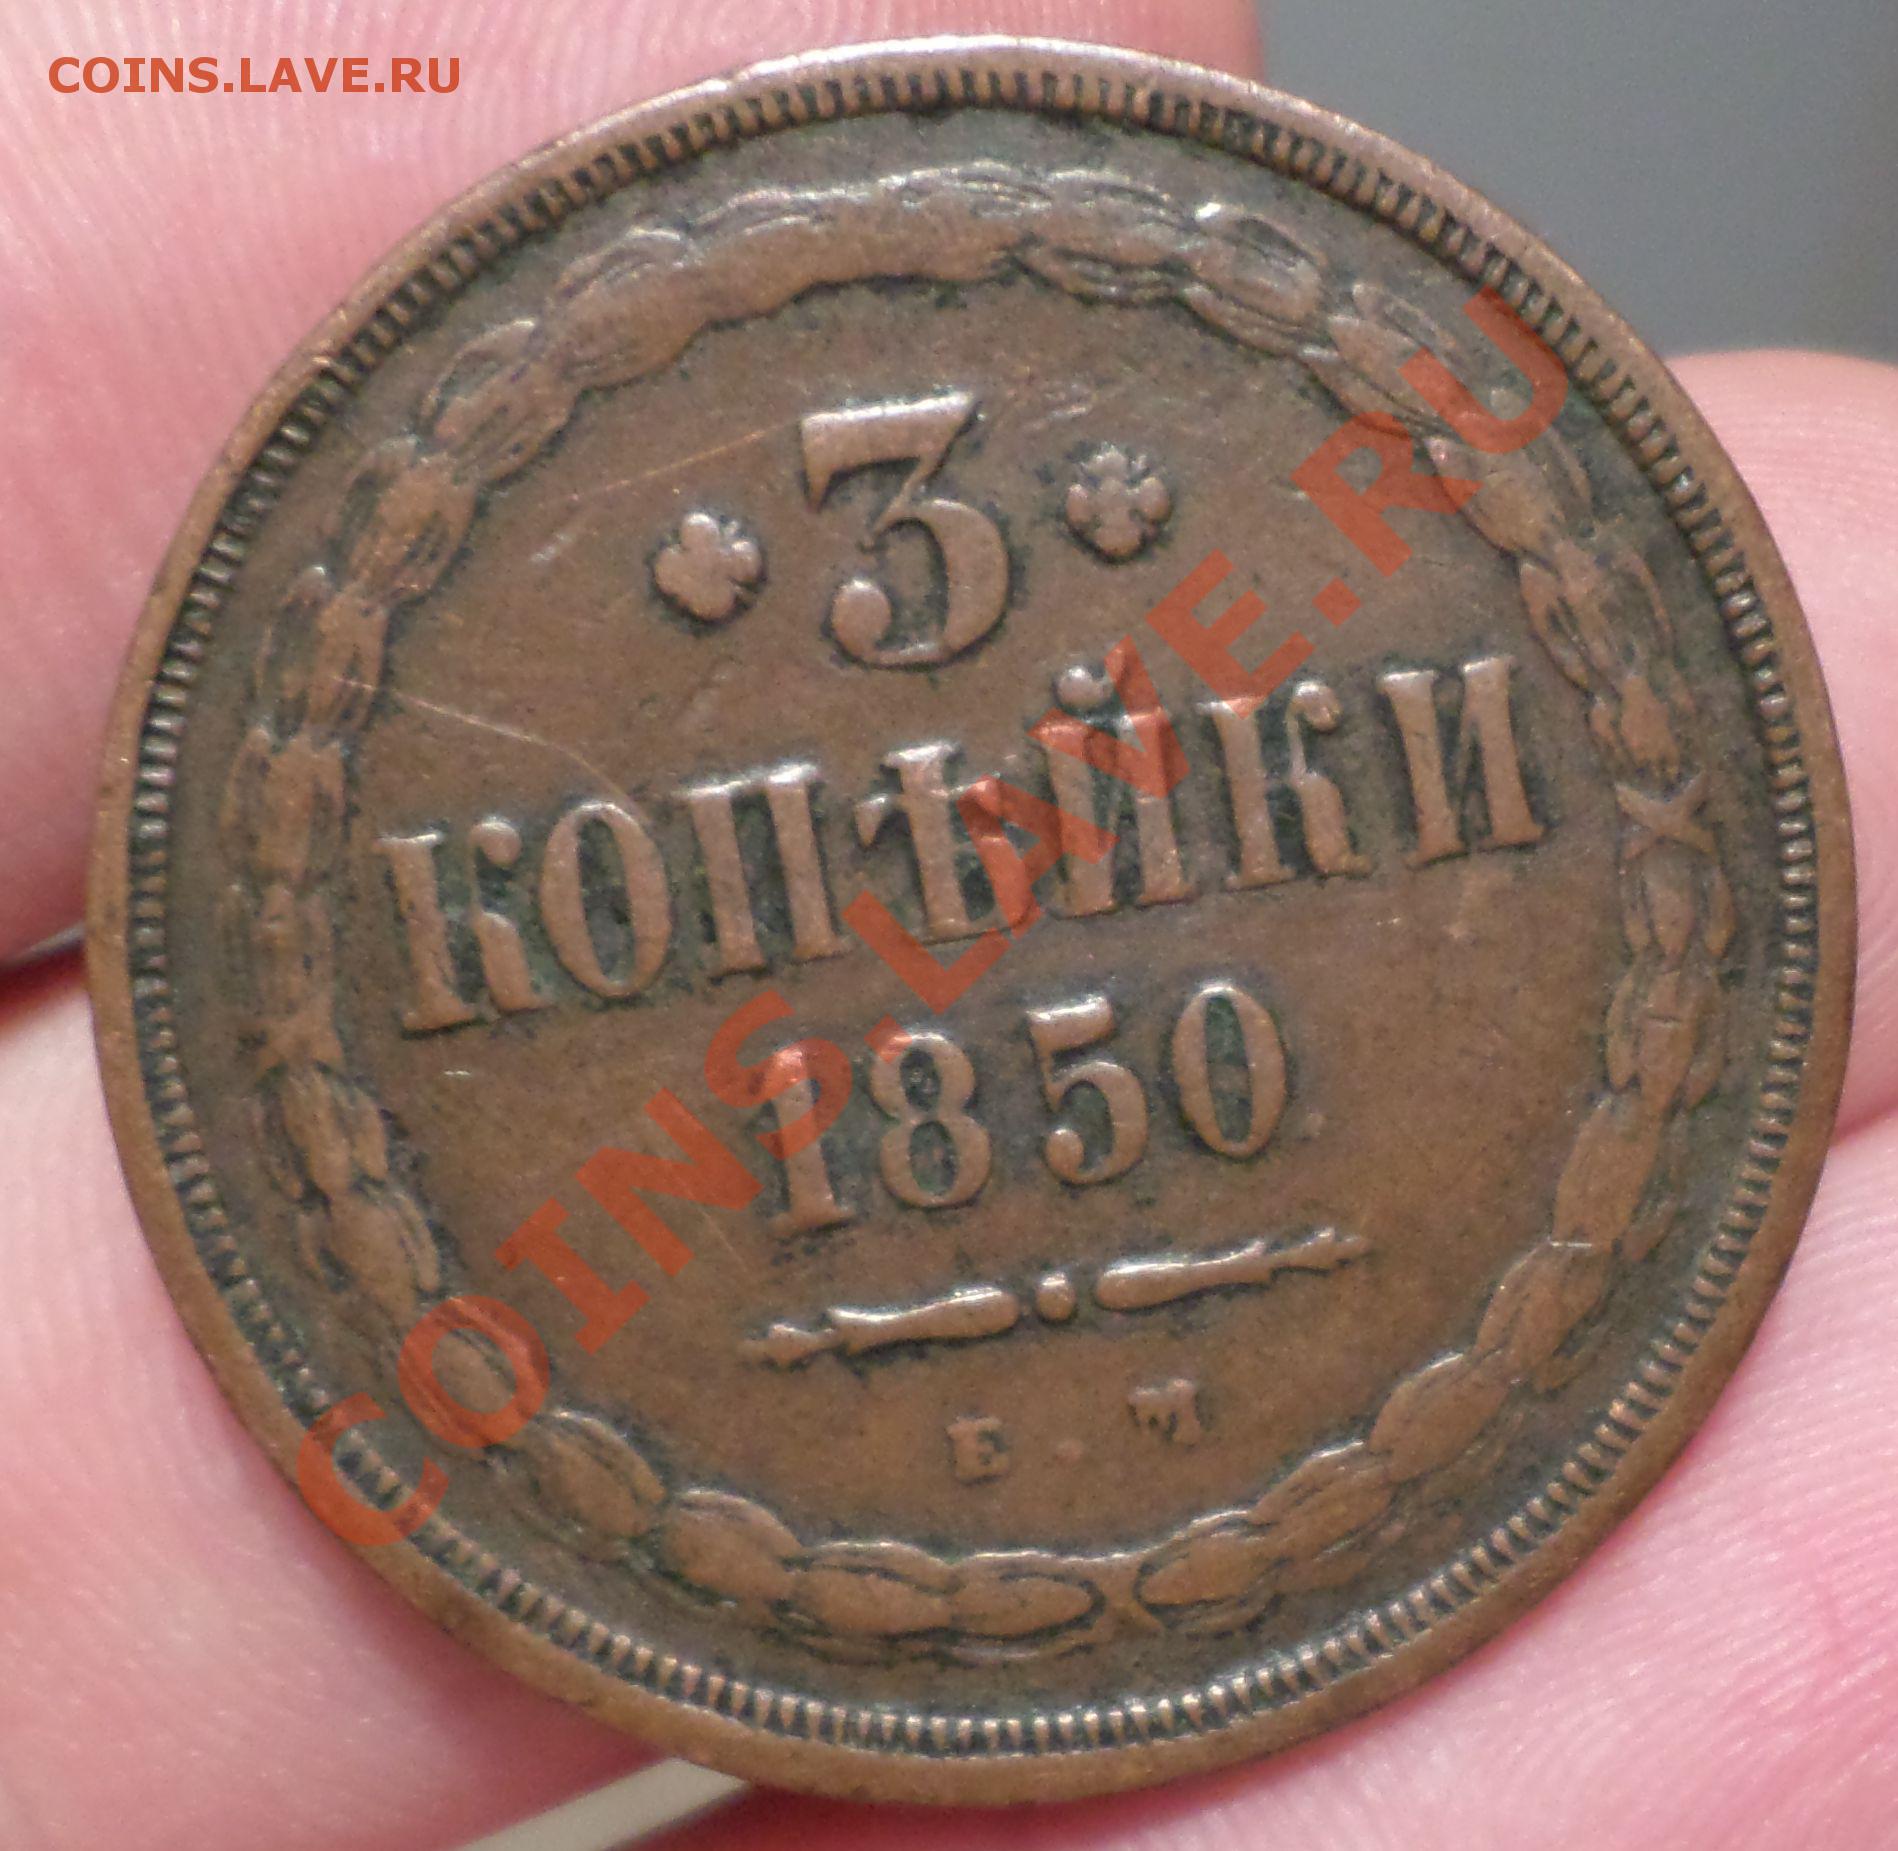 COINS.LAVE.RU
3
КОПѢЙКИ
1850
Е. М
COINS.LAVE.RU